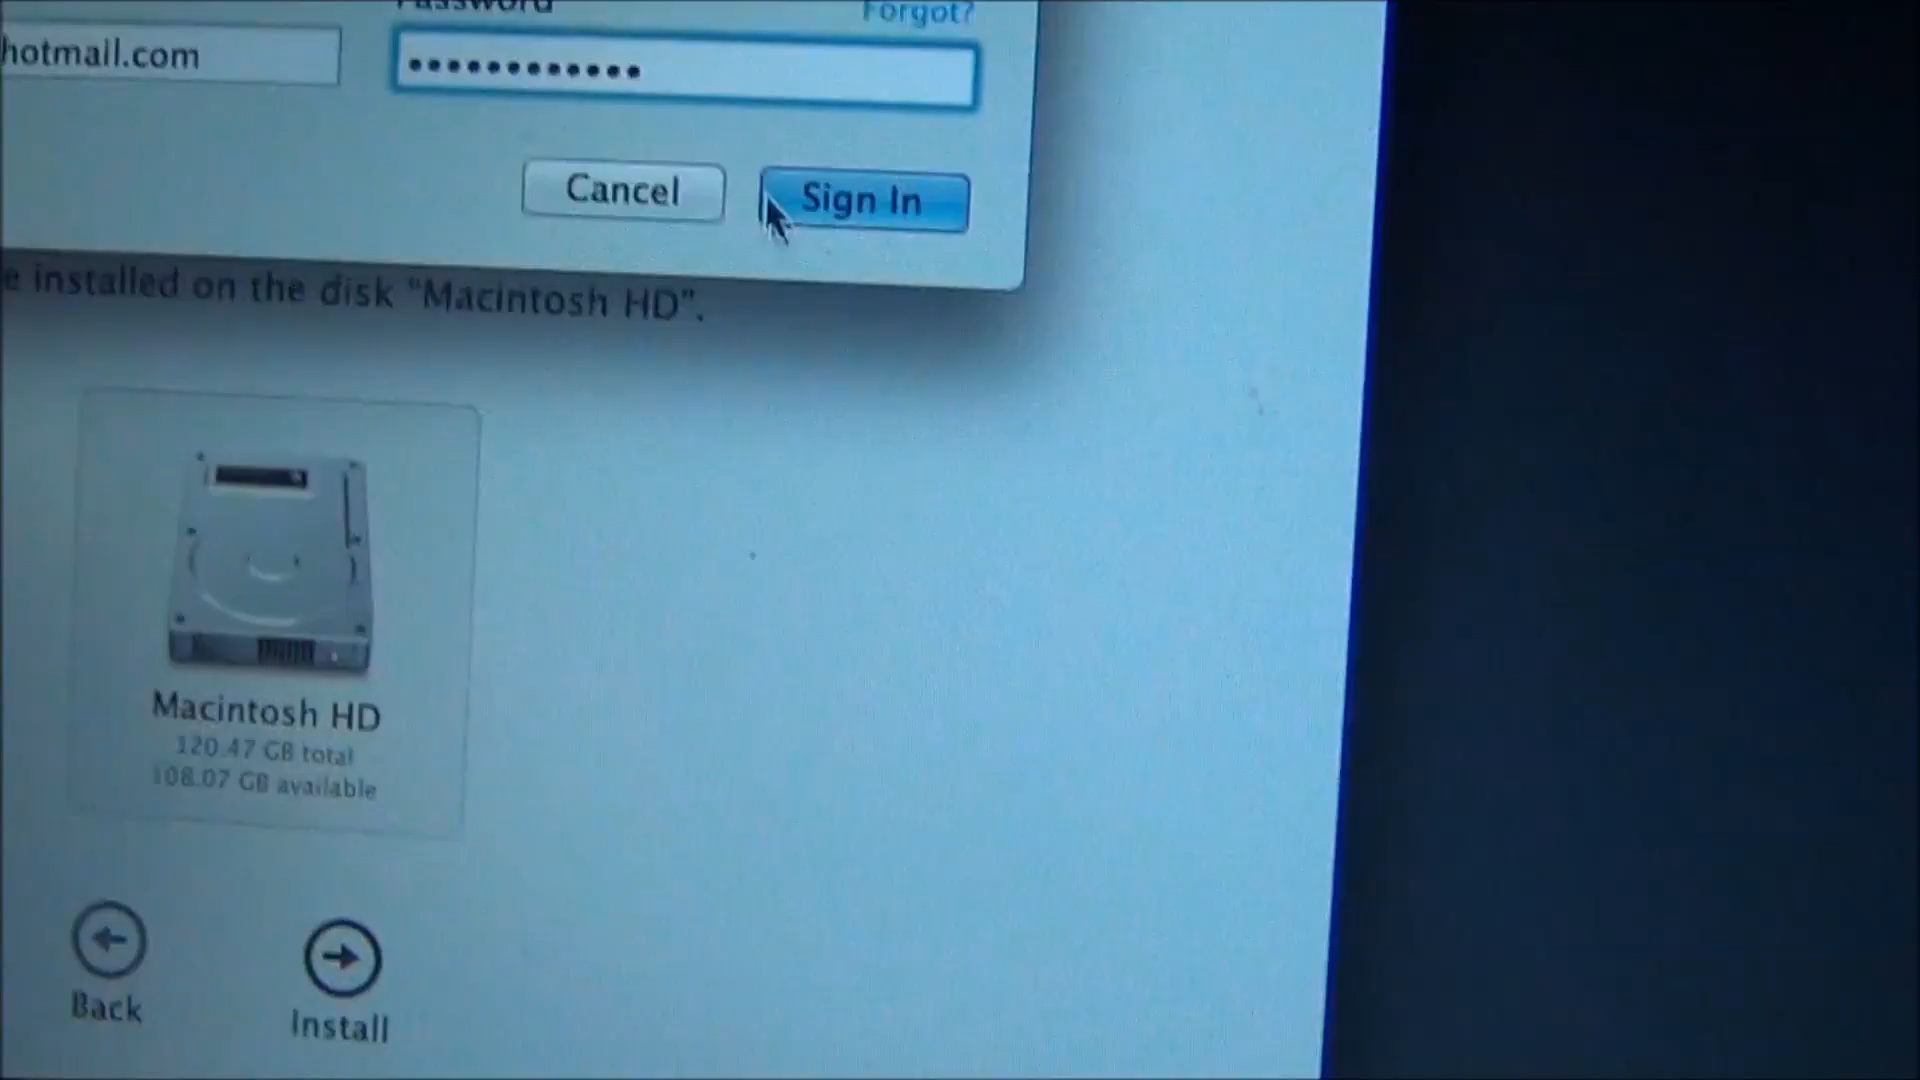 Password
Forgot?
hotmail.com
Cancel
Sign In
e installed on the disk "Macintosh HD".
Macintosh HD
120.47 GB total
108.07 GB available
Back
Install